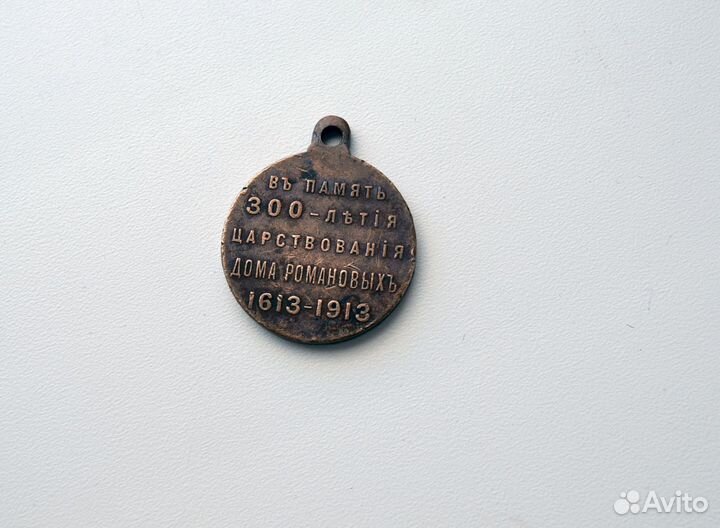 ВЪ ПАМЯТЬ
300-ЛѢТІЯ
ЦАРСТВОВАНІЯ
ДОМА РОМАНОВЫХЪ
1613-1913
Avito